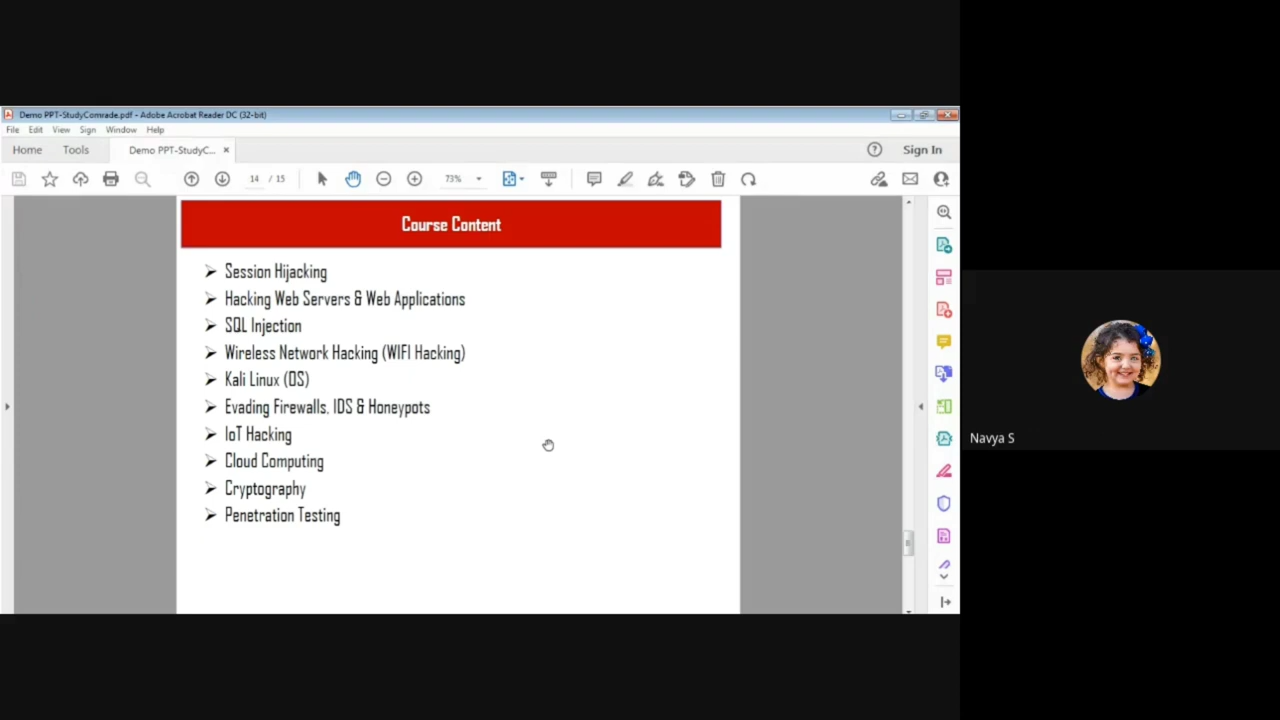 Demo PPT-StudyComrade.pdf - Adobe Acrobat Reader DC (32-bit)
File Edit View Sign Window Help
Home Tools Demo PPT-StudyC... × Sign In
14 / 15 73%
Course Content
Session Hijacking
Hacking Web Servers & Web Applications
SQL Injection
Wireless Network Hacking (WIFI Hacking)
Kali Linux (OS)
Evading Firewalls, IDS & Honeypots
IoT Hacking
Cloud Computing
Cryptography
Penetration Testing
Navya S